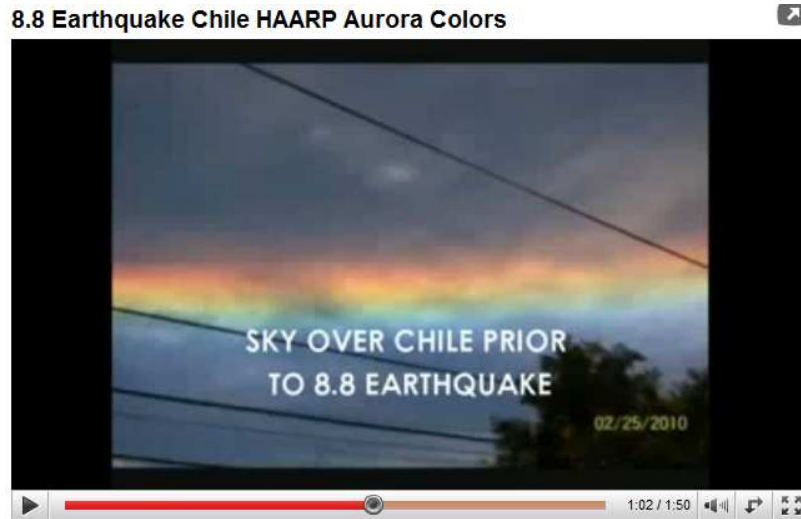 8.8 Earthquake Chile HAARP Aurora Colors
SKY OVER CHILE PRIOR
TO 8.8 EARTHQUAKE
02/25/2010
1:02 / 1:50